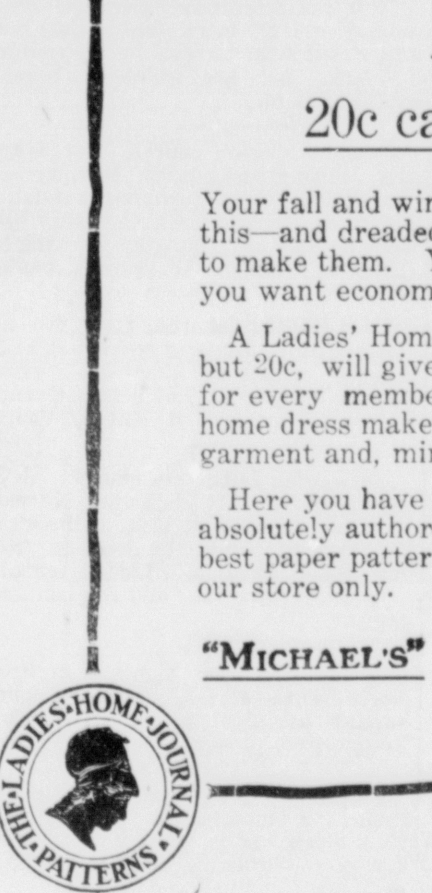 20c ca
Your fall and win
this—and dreaded
to make them. Y
you want econom
A Ladies' Hom
but 20c, will give
for every membe
home dress make
garment and, min
Here you have
absolutely author
best paper patter
our store only.
"MICHAEL'S"
THE·LADIES'·HOME·JOURNAL·PATTERNS·